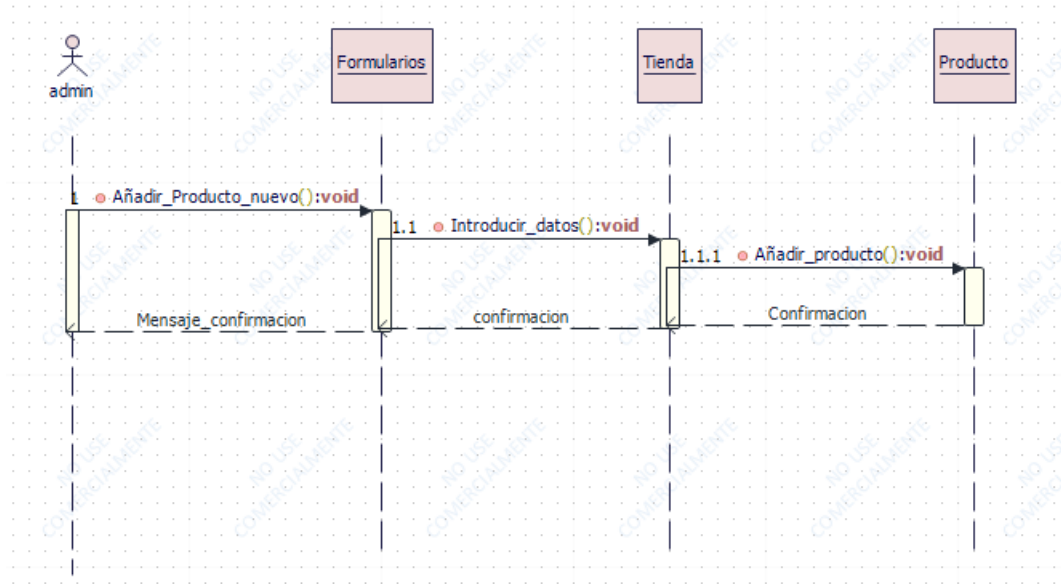 admin
Formularios
Tienda
Producto
1 Añadir_Producto_nuevo():void
1.1 Introducir_datos():void
1.1.1 Añadir_producto():void
Mensaje_confirmacion
confirmacion
Confirmacion
NO USE
COMERCIALMENTE